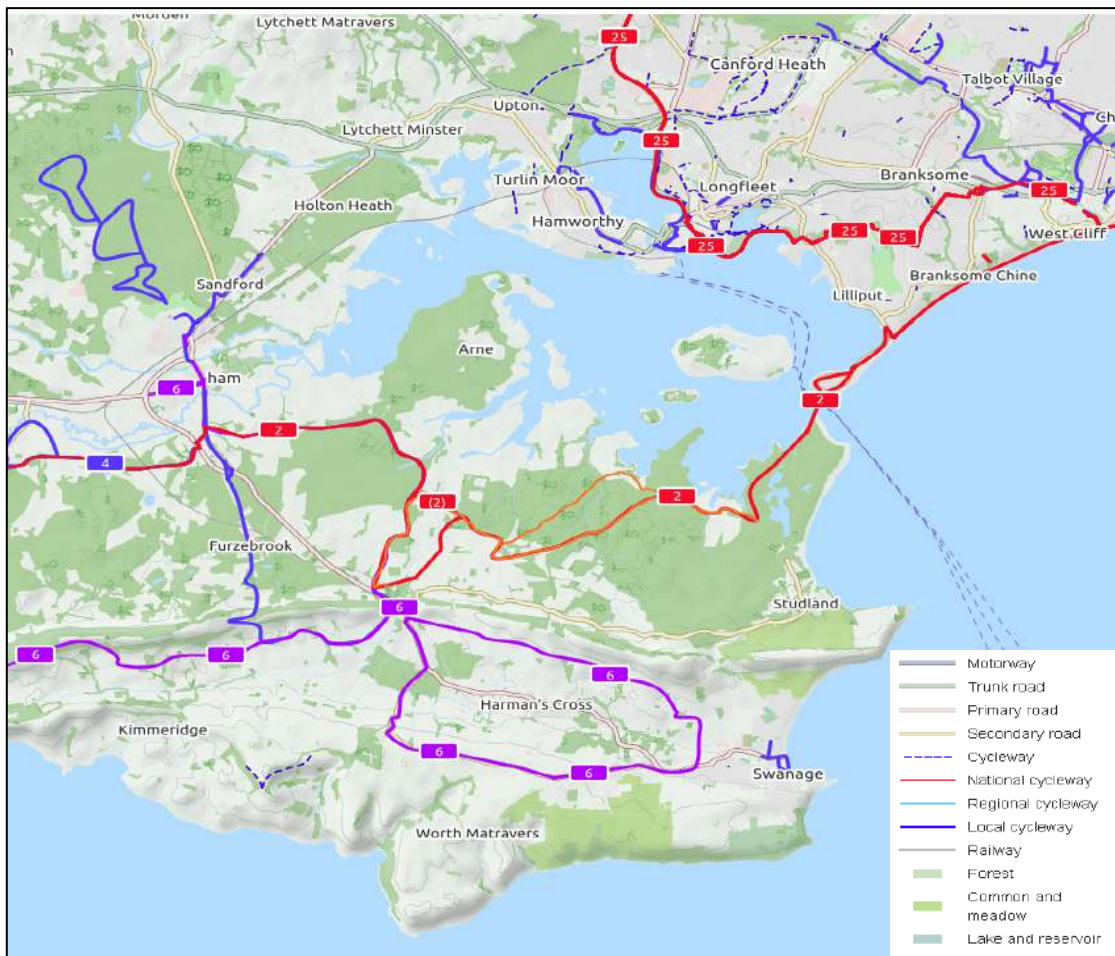 Morden
Lytchett Matravers
25
Canford Heath
Talbot Village
Upton
Lytchett Minster
25
Ch
Turlin Moor
Longfleet
Branksome
25
Holton Heath
Hamworthy
25
25
25
West Cliff
Branksome Chine
Sandford
Lilliput
Arne
ham
6
2
2
4
(2)
2
Furzebrook
6
Studland
6
6
6
Harman's Cross
Kimmeridge
6
6
Swanage
Worth Matravers
Motorway
Trunk road
Primary road
Secondary road
Cycleway
National cycleway
Regional cycleway
Local cycleway
Railway
Forest
Common and
meadow
Lake and reservoir